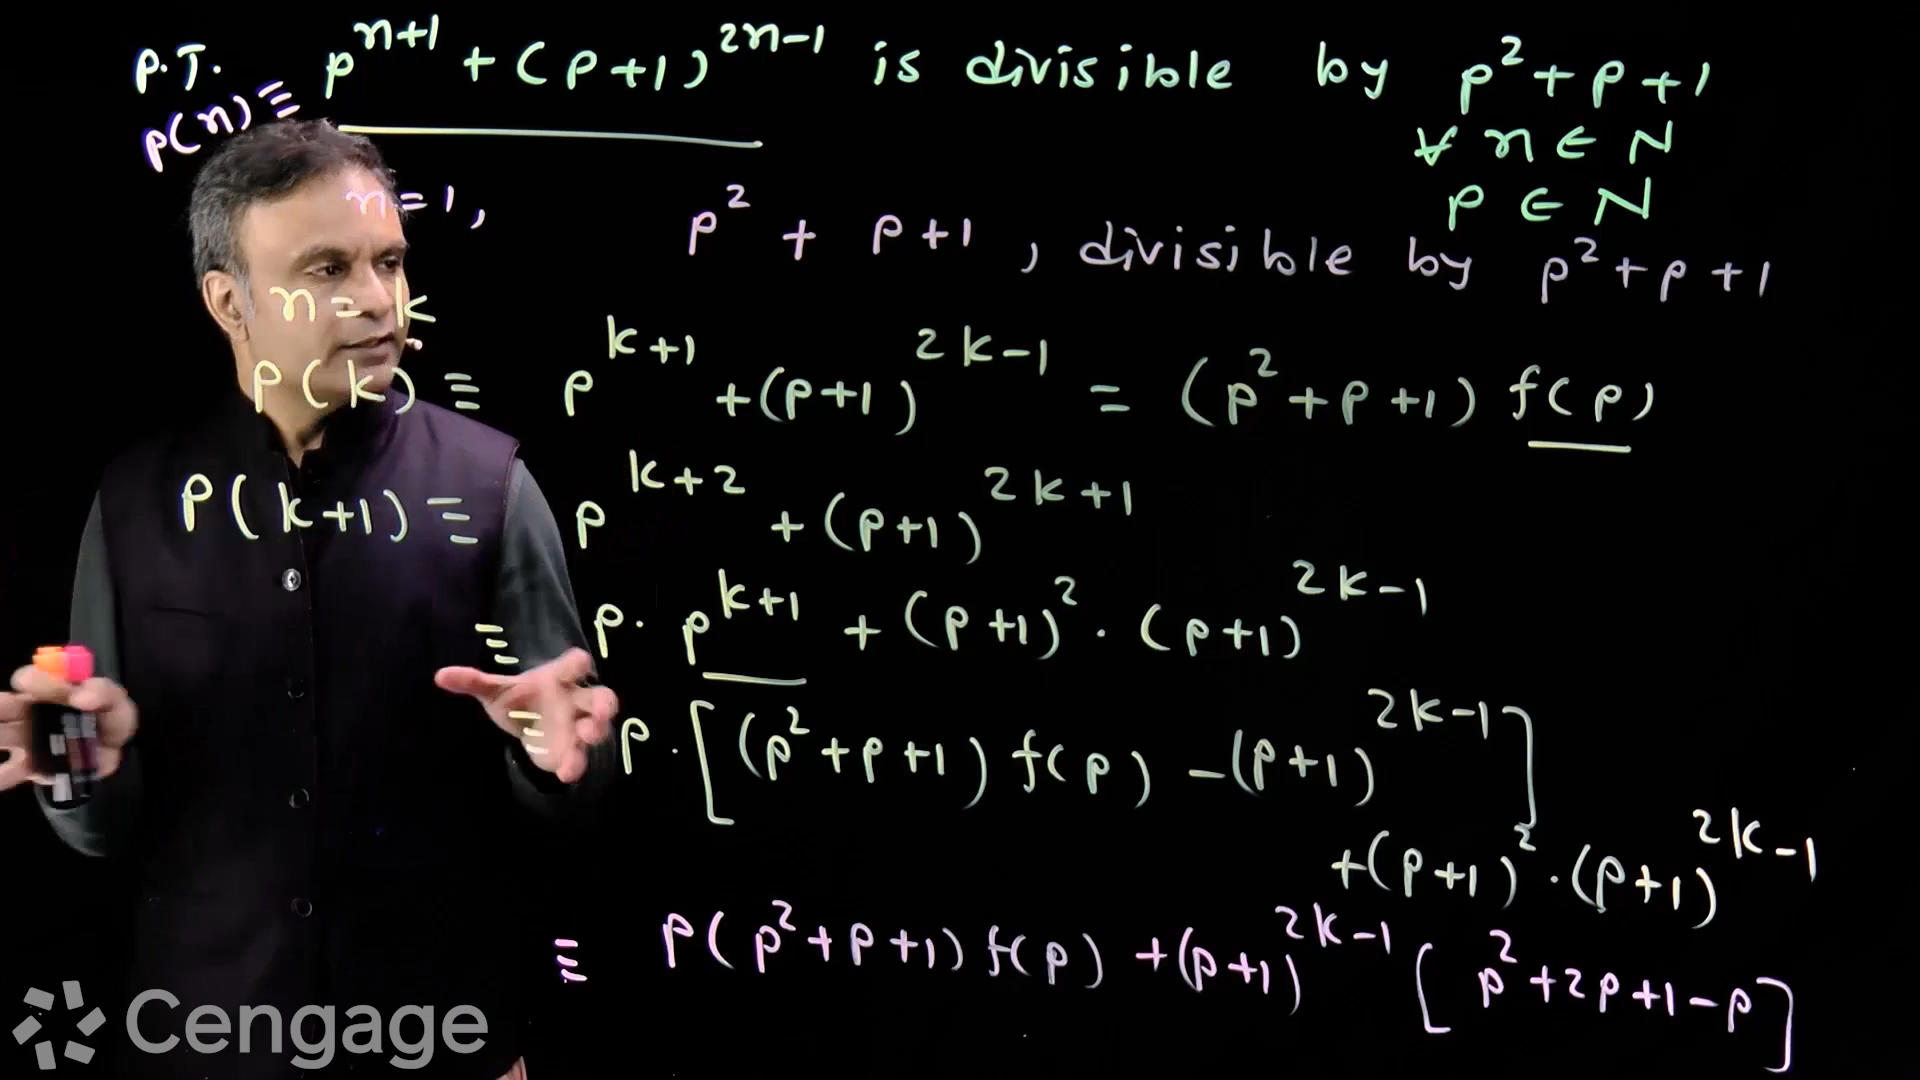 P.T. p^{n+1} + (p+1)^{2n-1} is divisible by p^2 + p + 1
P(n) ≡
∀ n ∈ N
p ∈ N
n = 1, p^2 + p+1 , divisible by p^2 + p + 1
n = k
P(k) ≡ p^{k+1} + (p+1)^{2k-1} = (p^2 + p + 1) f(p)
P(k+1) ≡ p^{k+2} + (p+1)^{2k+1}
≡ p. p^{k+1} + (p+1)^2 . (p+1)^{2k-1}
≡ p . [(p^2 + p + 1) f(p) - (p+1)^{2k-1}]
+ (p+1)^2 . (p+1)^{2k-1}
≡ p(p^2 + p + 1) f(p) + (p+1)^{2k-1} [p^2 + 2p + 1 - p]
Cengage